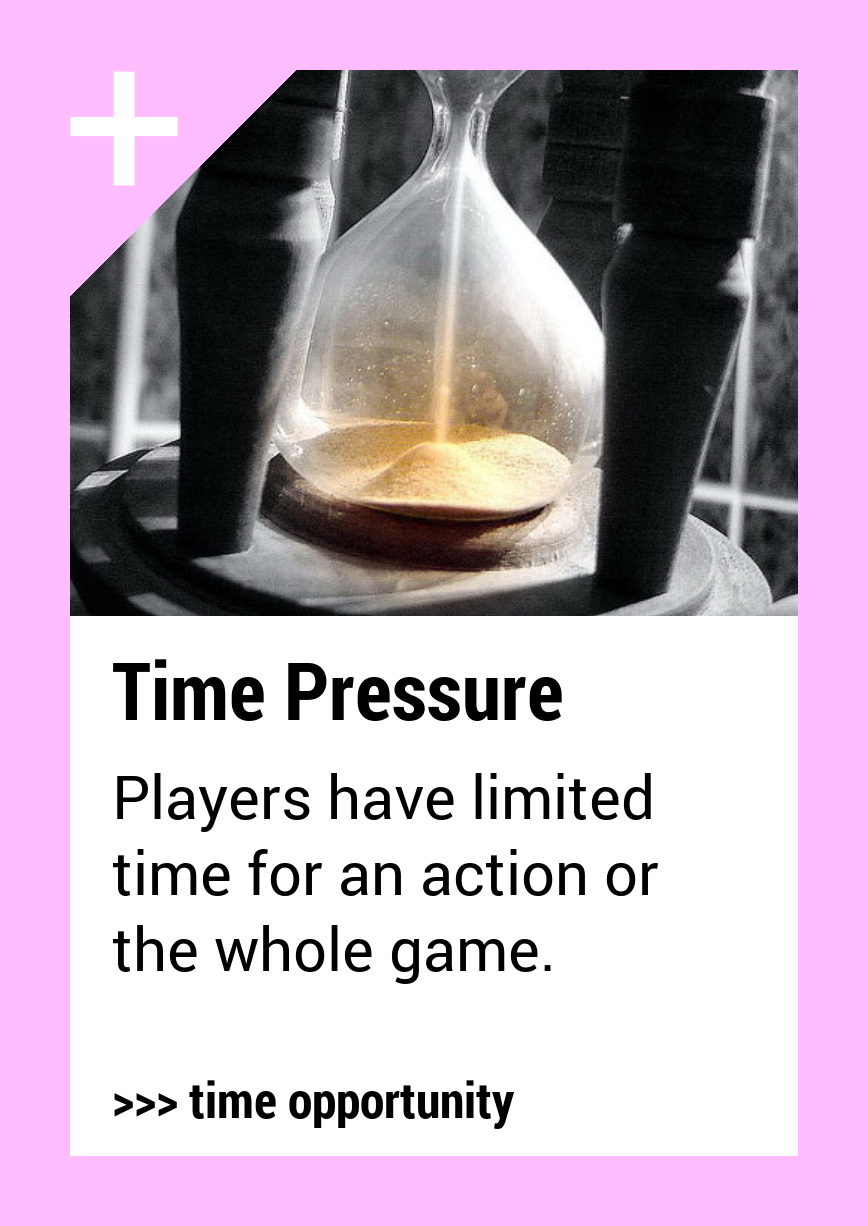 Time Pressure
Players have limited
time for an action or
the whole game.
>>> time opportunity